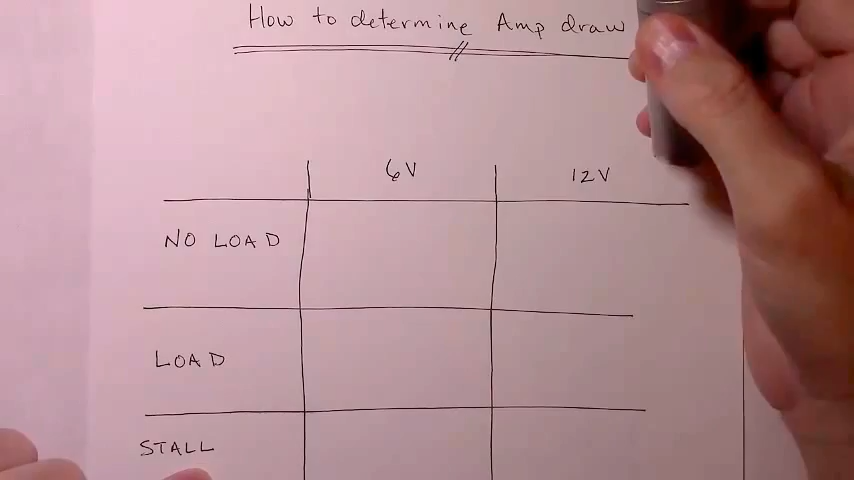 How to determine Amp draw
6V 12V
NO LOAD
LOAD
STALL